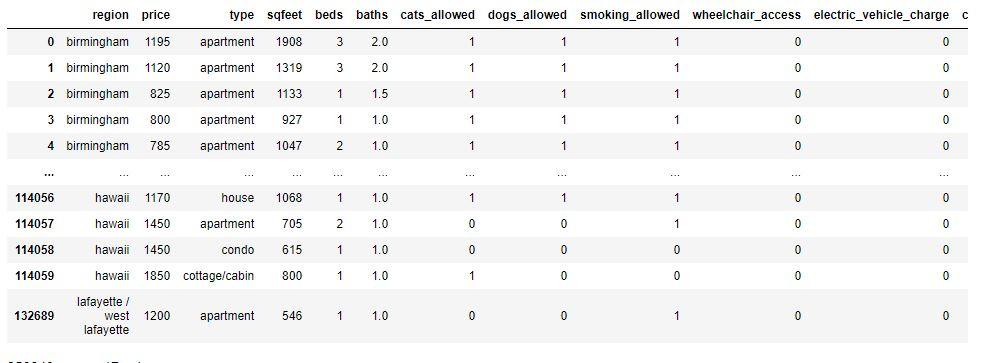 region price type sqfeet beds baths cats_allowed dogs_allowed smoking_allowed wheelchair_access electric_vehicle_charge c
0 birmingham 1195 apartment 1908 3 2.0 1 1 1 0 0
1 birmingham 1120 apartment 1319 3 2.0 1 1 1 0 0
2 birmingham 825 apartment 1133 1 1.5 1 1 1 0 0
3 birmingham 800 apartment 927 1 1.0 1 1 1 0 0
4 birmingham 785 apartment 1047 2 1.0 1 1 1 0 0
... ... ... ... ... ... ... ... ... ... ... ...
114056 hawaii 1170 house 1068 1 1.0 1 1 1 0 0
114057 hawaii 1450 apartment 705 2 1.0 0 0 1 0 0
114058 hawaii 1450 condo 615 1 1.0 0 0 0 0 0
114059 hawaii 1850 cottage/cabin 800 1 1.0 1 0 0 0 0
lafayette /
132689 west 1200 apartment 546 1 1.0 0 0 1 0 0
lafayette